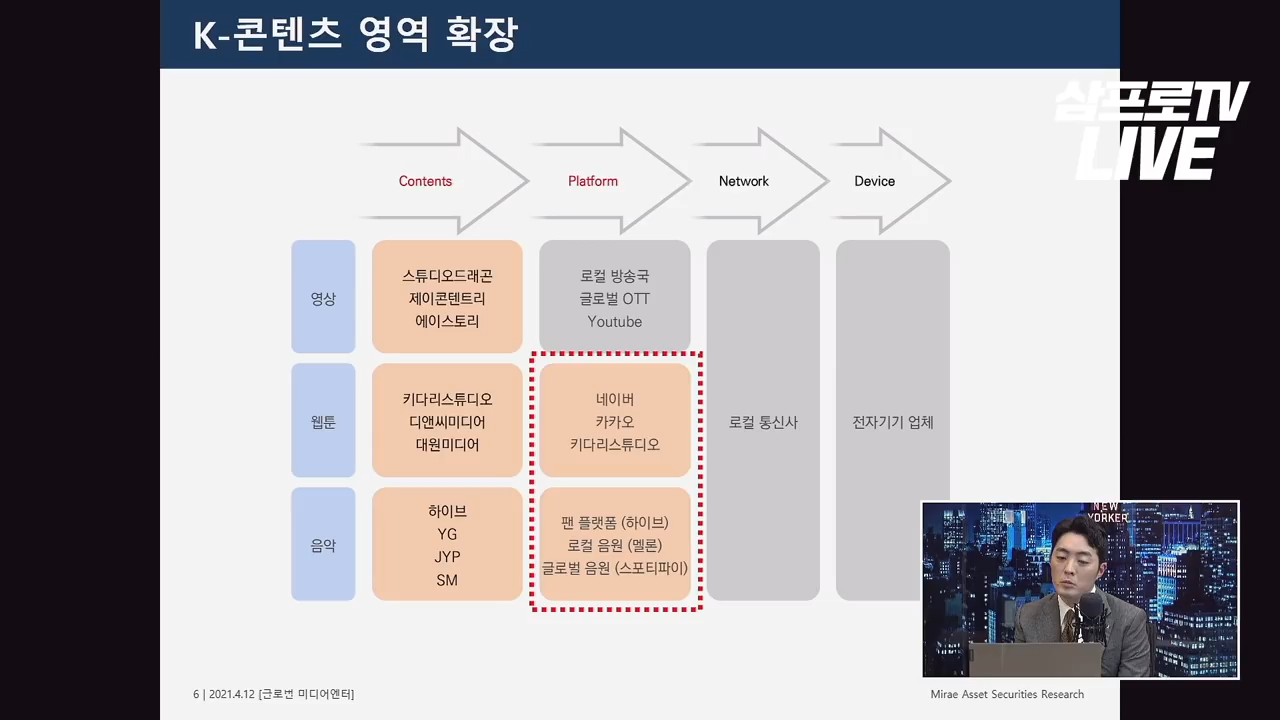 K-콘텐츠 영역 확장
삼프로TV
LIVE
Contents
Platform
Network
Device
영상
스튜디오드래곤
제이콘텐트리
에이스토리
로컬 방송국
글로벌 OTT
Youtube
웹툰
키다리스튜디오
디앤씨미디어
대원미디어
네이버
카카오
키다리스튜디오
로컬 통신사
전자기기 업체
음악
하이브
YG
JYP
SM
팬 플랫폼 (하이브)
로컬 음원 (멜론)
글로벌 음원 (스포티파이)
NEW
YORKER
6 | 2021.4.12 [글로벌 미디어엔터]
Mirae Asset Securities Research